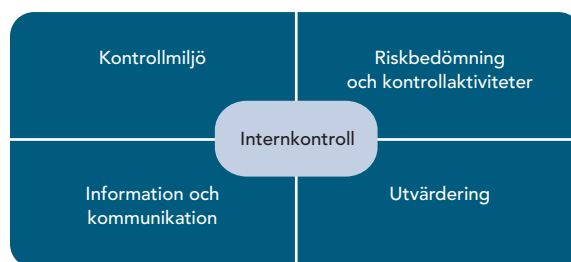 Kontrollmiljö
Riskbedömning
och kontrollaktiviteter
Internkontroll
Information och
kommunikation
Utvärdering